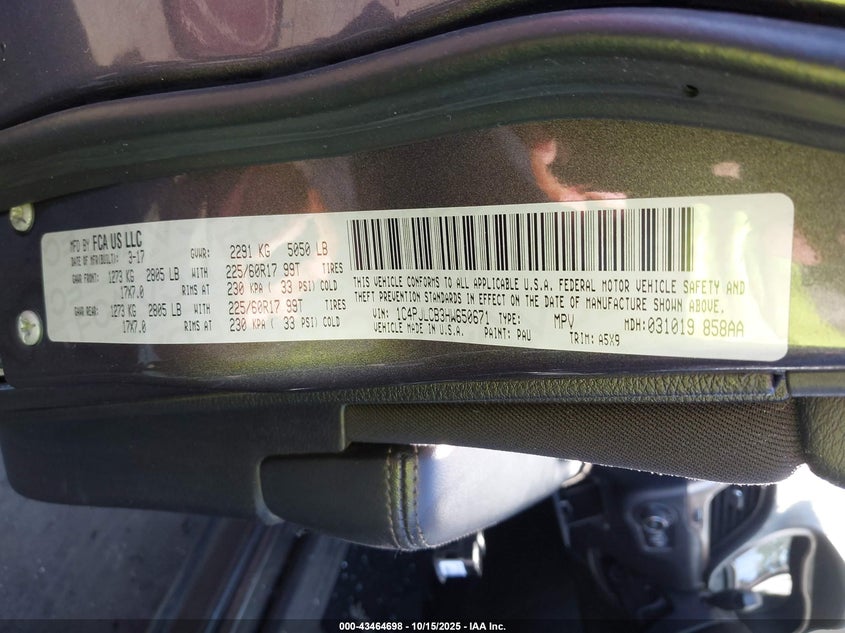 MFD BY FCA US LLC
DATE OF MFR(BUILT): 3-17 GVWR: 2291 KG 5050 LB
GAWR FRONT: 1273 KG 2805 LB WITH 225/60R17 99T TIRES
17X7.0 RIMS AT 230 KPA ( 33 PSI) COLD
GAWR REAR: 1273 KG 2805 LB WITH 225/60R17 99T TIRES
17X7.0 RIMS AT 230 KPA ( 33 PSI) COLD
THIS VEHICLE CONFORMS TO ALL APPLICABLE U.S.A. FEDERAL MOTOR VEHICLE SAFETY AND
THEFT PREVENTION STANDARDS IN EFFECT ON THE DATE OF MANUFACTURE SHOWN ABOVE.
VIN: 1C4PJLCB3HW650671 TYPE: MPV MDH: 031019 858AA
VEHICLE MADE IN U.S.A. PAINT: PAU TRIM: A5X9
000-43464698 - 10/15/2025 - IAA Inc.